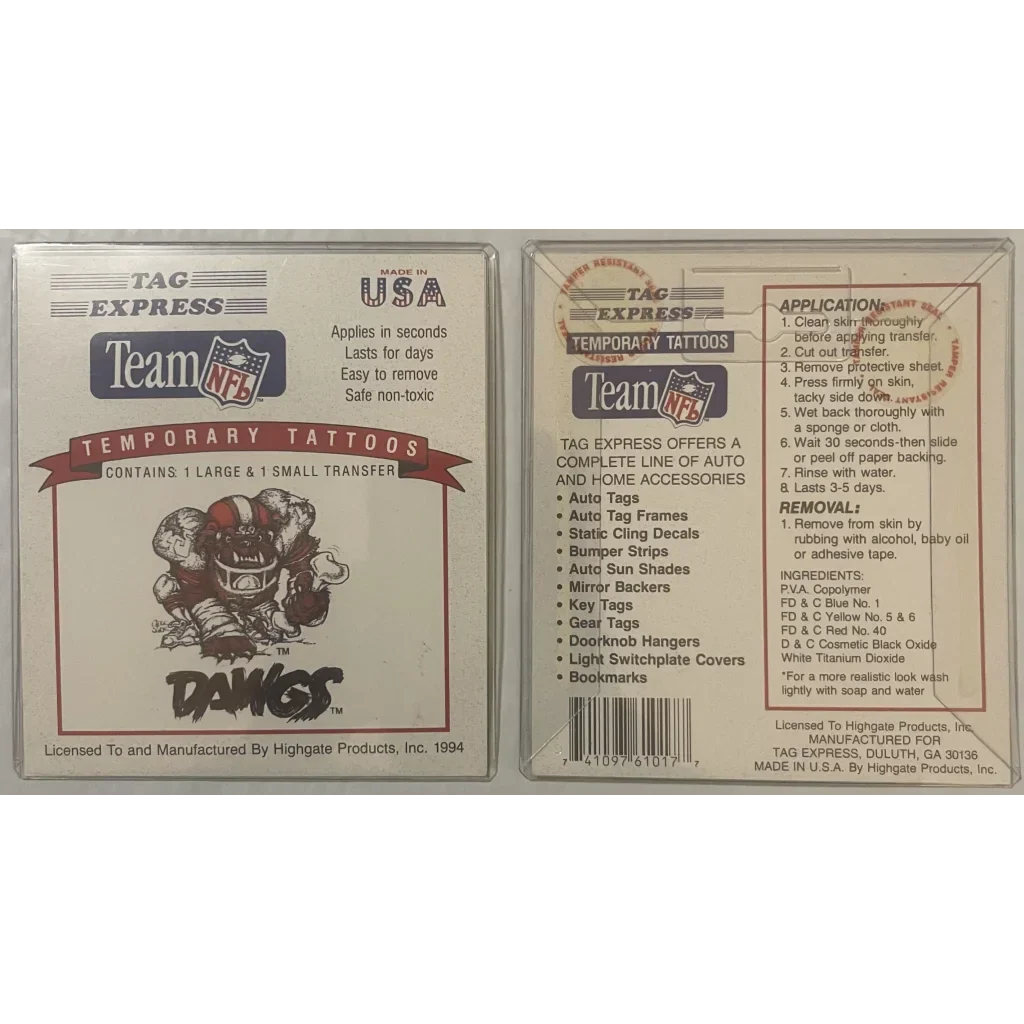 TAG
EXPRESS
MADE IN
USA
Team NFL
Applies in seconds
Lasts for days
Easy to remove
Safe non-toxic
TEMPORARY TATTOOS
CONTAINS: 1 LARGE & 1 SMALL TRANSFER
TM
DAWGS TM
Licensed To and Manufactured By Highgate Products, Inc. 1994
TAMPER RESISTANT SEAL
TAG
EXPRESS
TEMPORARY TATTOOS
Team NFL
TAG EXPRESS OFFERS A
COMPLETE LINE OF AUTO
AND HOME ACCESSORIES
• Auto Tags
• Auto Tag Frames
• Static Cling Decals
• Bumper Strips
• Auto Sun Shades
• Mirror Backers
• Key Tags
• Gear Tags
• Doorknob Hangers
• Light Switchplate Covers
• Bookmarks
7 41097 61017 7
APPLICATION:
1. Clean skin thoroughly
before applying transfer.
2. Cut out transfer.
3. Remove protective sheet.
4. Press firmly on skin,
tacky side down.
5. Wet back thoroughly with
a sponge or cloth.
6. Wait 30 seconds-then slide
or peel off paper backing.
7. Rinse with water.
8. Lasts 3-5 days.
REMOVAL:
1. Remove from skin by
rubbing with alcohol, baby oil
or adhesive tape.
INGREDIENTS:
P.V.A. Copolymer
FD & C Blue No. 1
FD & C Yellow No. 5 & 6
FD & C Red No. 40
D & C Cosmetic Black Oxide
White Titanium Dioxide
*For a more realistic look wash
lightly with soap and water
Licensed To Highgate Products, Inc.
MANUFACTURED FOR
TAG EXPRESS, DULUTH, GA 30136
MADE IN U.S.A. By Highgate Products, Inc.
TAMPER RESISTANT SEAL